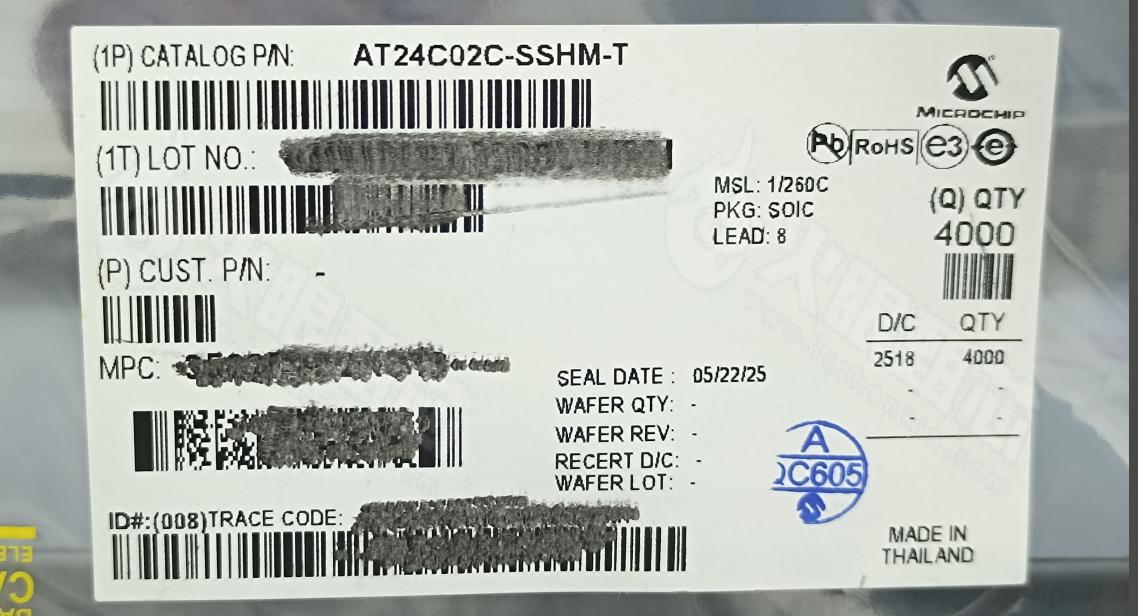 (1P) CATALOG P/N: AT24C02C-SSHM-T
MICROCHIP
(1T) LOT NO.:
Pb RoHS e3 e
MSL: 1/260C
PKG: SOIC
LEAD: 8
(Q) QTY
4000
(P) CUST. P/N: -
D/C QTY
2518 4000
- -
- -
MPC:
SEAL DATE : 05/22/25
WAFER QTY: -
WAFER REV: -
RECERT D/C: -
WAFER LOT: -
A
QC605
ID#:(008)TRACE CODE:
MADE IN
THAILAND